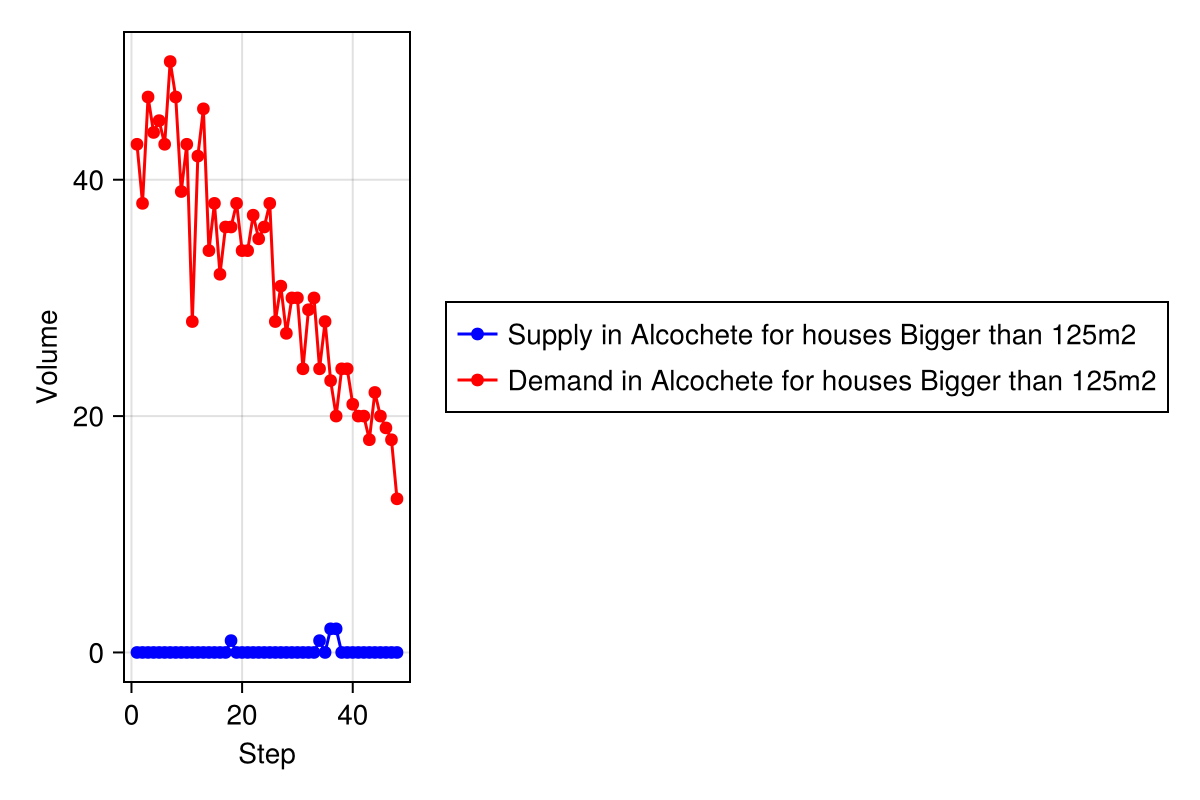 Volume
40
20
0
0 20 40
Step
Supply in Alcochete for houses Bigger than 125m2
Demand in Alcochete for houses Bigger than 125m2